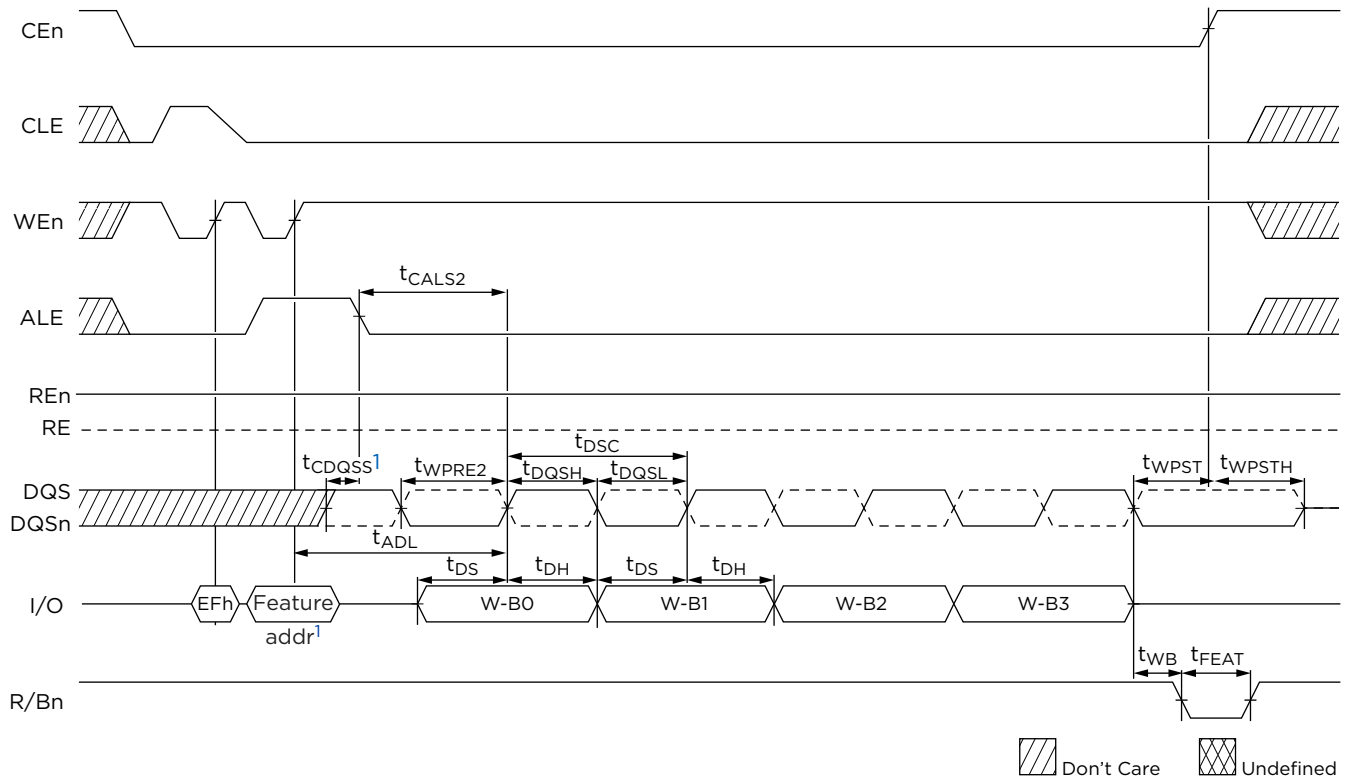 CEn
CLE
WEn
tCALS2
ALE
REn
RE
tDSC
tCDQSS1 tWPRE2 tDQSH tDQSL tWPST tWPSTH
DQS
DQSn
tADL
tDS tDH tDS tDH
I/O EFh Feature W-B0 W-B1 W-B2 W-B3
addr1
tWB tFEAT
R/Bn
Don't Care Undefined